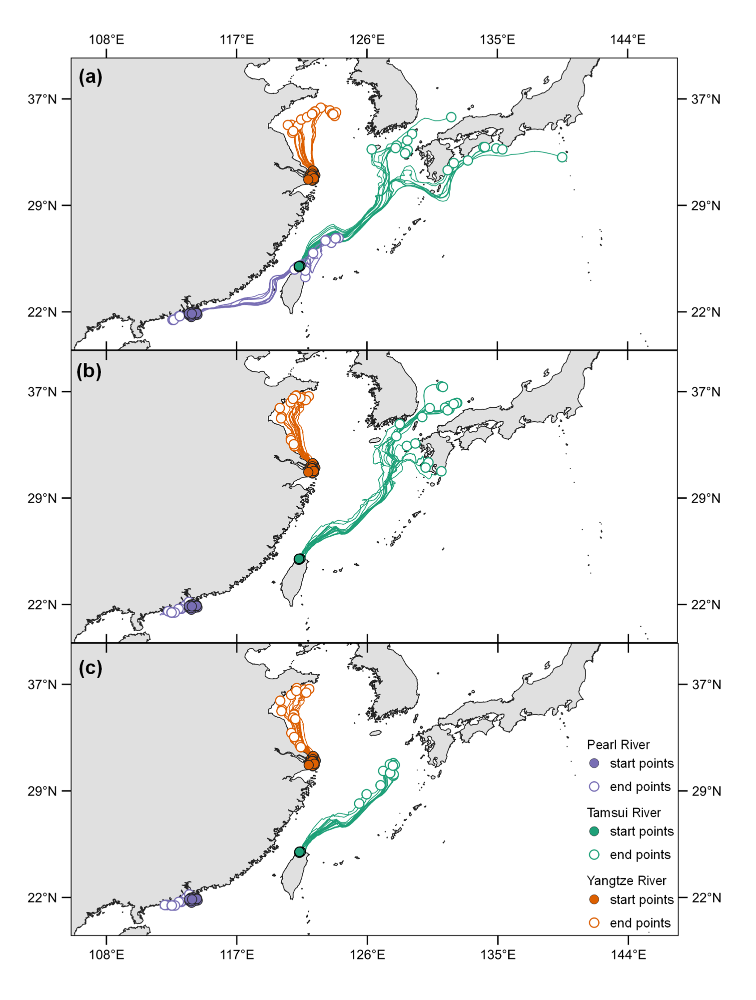 108°E 117°E 126°E 135°E 144°E
(a)
37°N 37°N
29°N 29°N
22°N 22°N
(b)
37°N 37°N
29°N 29°N
22°N 22°N
(c)
37°N 37°N
Pearl River
start points
end points
29°N 29°N
Tamsui River
start points
end points
Yangtze River
22°N start points 22°N
end points
108°E 117°E 126°E 135°E 144°E